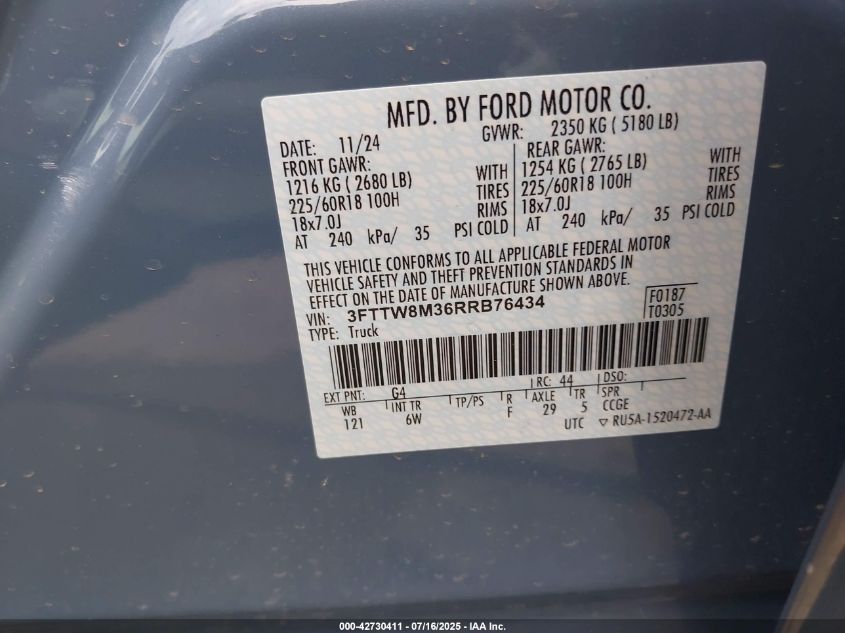 MFD. BY FORD MOTOR CO.
DATE: 11/24 GVWR: 2350 KG ( 5180 LB)
FRONT GAWR: REAR GAWR:
1216 KG ( 2680 LB) WITH 1254 KG ( 2765 LB) WITH
225/60R18 100H TIRES 225/60R18 100H TIRES
18x7.0J RIMS 18x7.0J RIMS
AT 240 kPa/ 35 PSI COLD AT 240 kPa/ 35 PSI COLD
THIS VEHICLE CONFORMS TO ALL APPLICABLE FEDERAL MOTOR
VEHICLE SAFETY AND THEFT PREVENTION STANDARDS IN
EFFECT ON THE DATE OF MANUFACTURE SHOWN ABOVE.
VIN: 3FTTW8M36RRB76434 F0187
TYPE: Truck T0305
EXT PNT: G4 RC: 44 DSO:
WB INT TR TP/PS R AXLE TR SPR
121 6W F 29 5 CCGE
UTC ▽ RU5A-1520472-AA
000-42730411 - 07/16/2025 - IAA Inc.